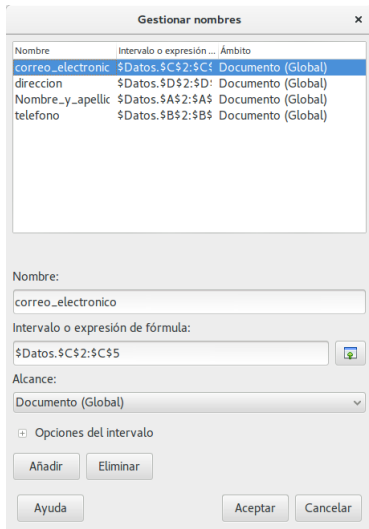 Gestionar nombres ×
Nombre Intervalo o expresión ... Ámbito
correo_electronic $Datos.$C$2:$C$ Documento (Global)
direccion $Datos.$D$2:$D Documento (Global)
Nombre_y_apellic $Datos.$A$2:$A$ Documento (Global)
telefono $Datos.$B$2:$B$ Documento (Global)
Nombre:
correo_electronico
Intervalo o expresión de fórmula:
$Datos.$C$2:$C$5
Alcance:
Documento (Global)
Opciones del intervalo
Añadir Eliminar
Ayuda Aceptar Cancelar